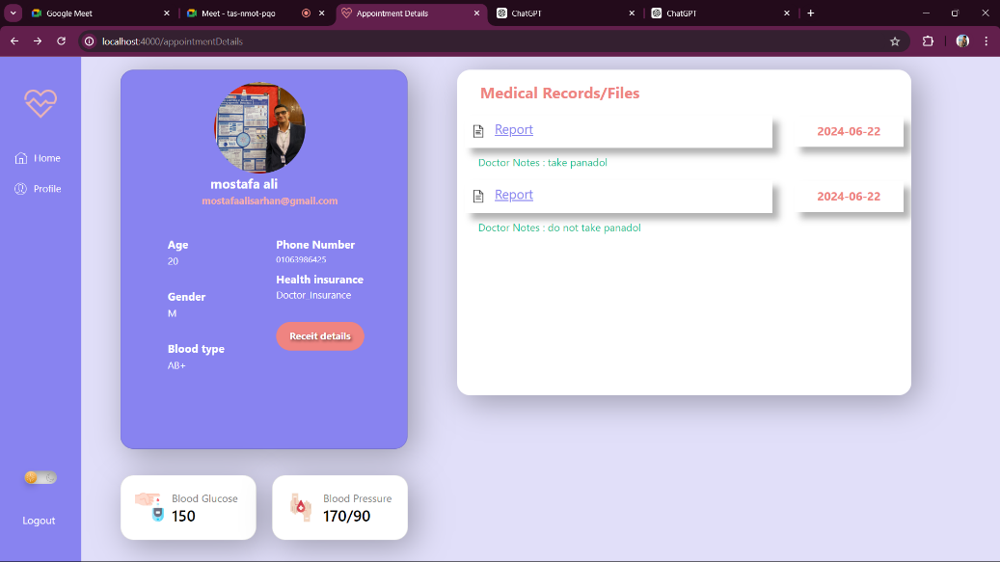 Google Meet
Meet - tas-nmot-pqo
Appointment Details
ChatGPT
ChatGPT
localhost:4000/appointmentDetails
Home
Profile
Logout
mostafa ali
mostafaalisarhan@gmail.com
Age
20
Gender
M
Blood type
AB+
Phone Number
01063986425
Health insurance
Doctor_Insurance
Receit details
Blood Glucose
150
Blood Pressure
170/90
Medical Records/Files
Report
2024-06-22
Doctor Notes : take panadol
Report
2024-06-22
Doctor Notes : do not take panadol